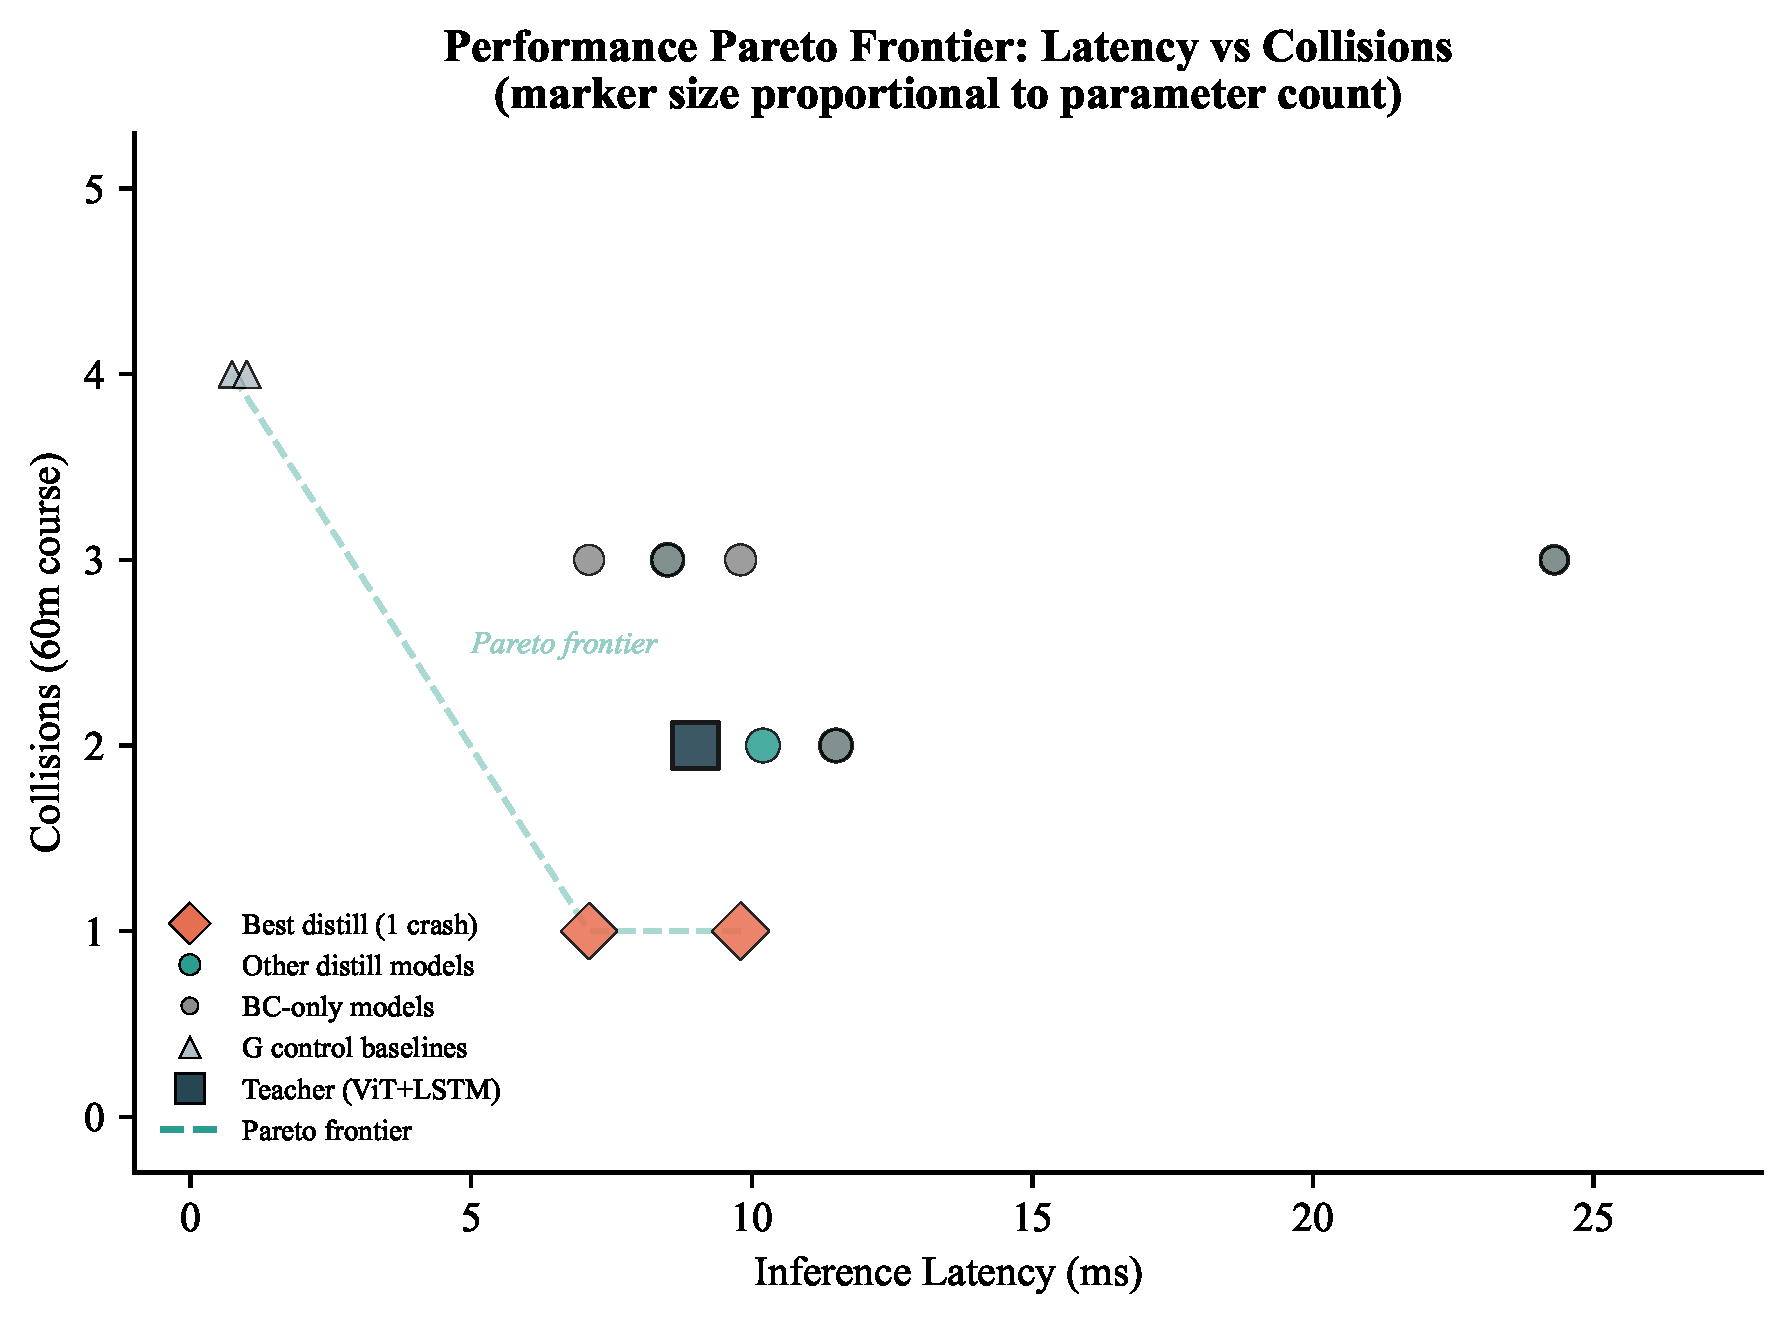 Performance Pareto Frontier: Latency vs Collisions
(marker size proportional to parameter count)
Collisions (60m course)
5
4
3
2
1
0
Pareto frontier
Best distill (1 crash)
Other distill models
BC-only models
G control baselines
Teacher (ViT+LSTM)
Pareto frontier
0
5
10
15
20
25
Inference Latency (ms)